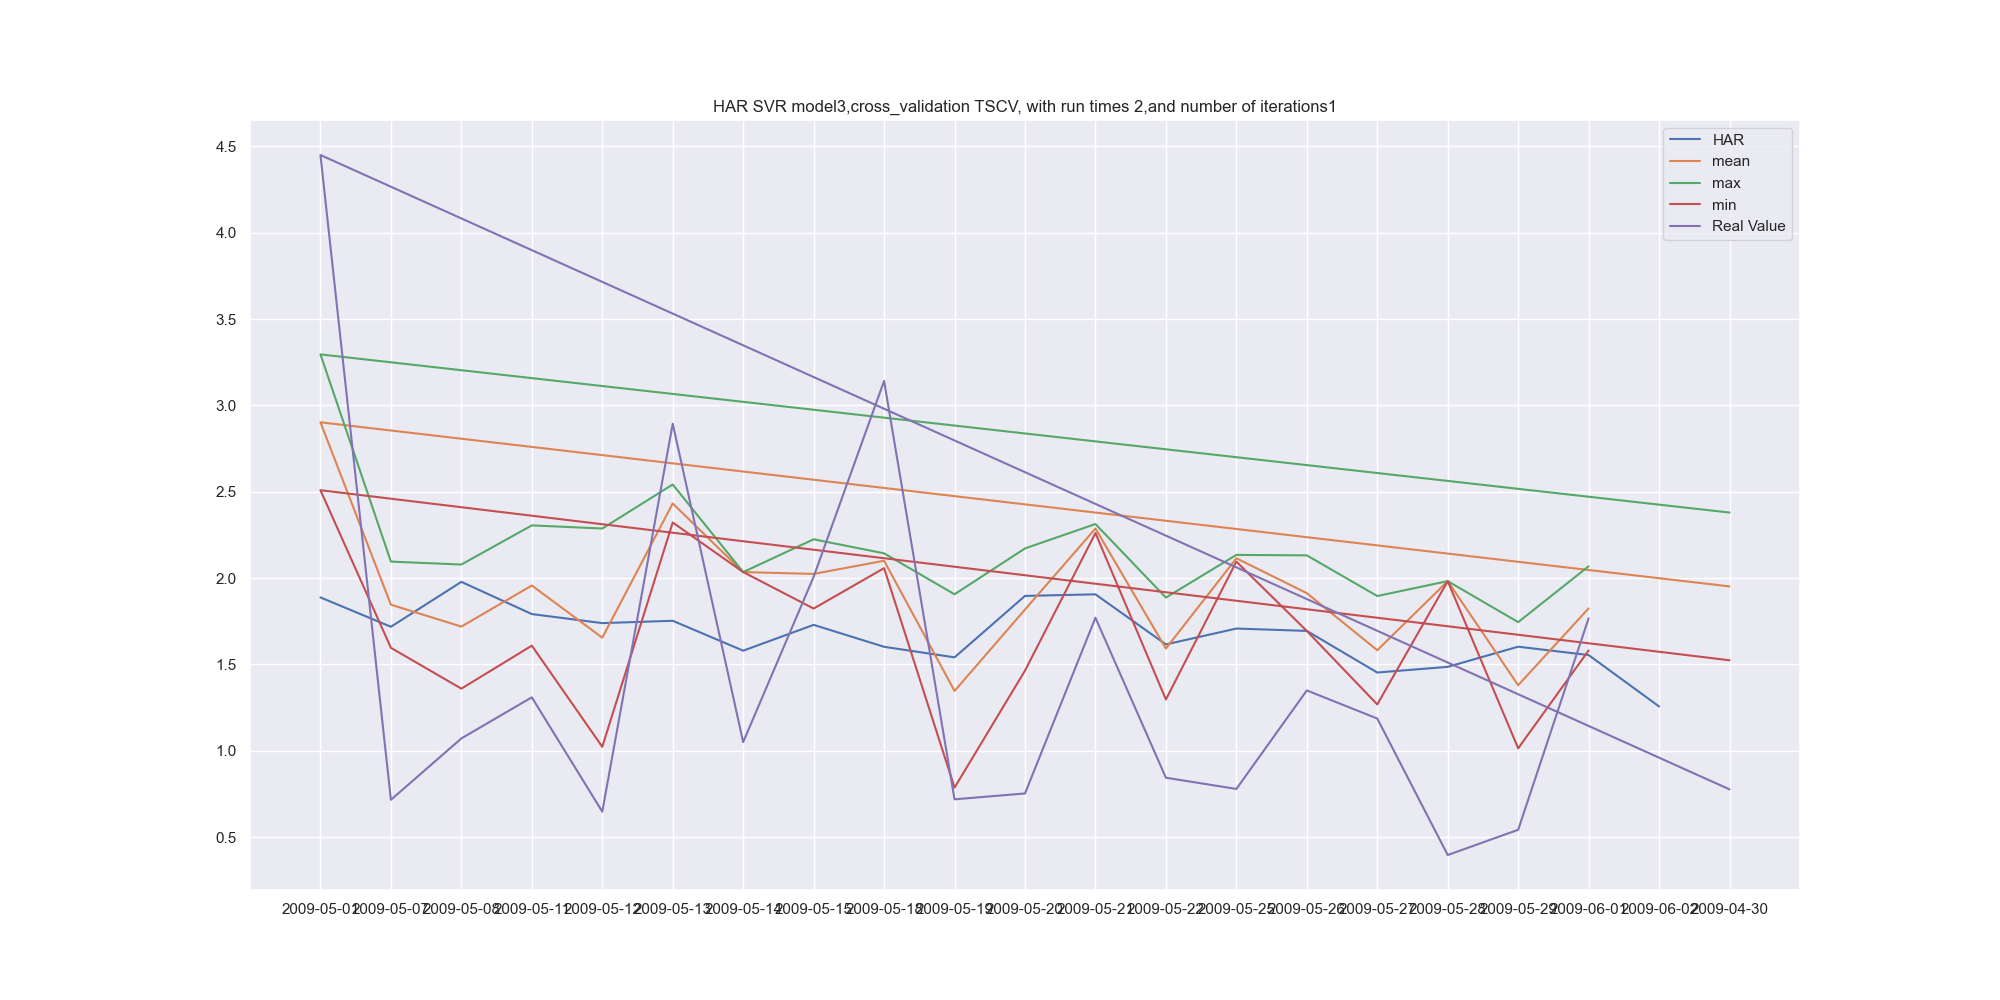 HAR SVR model3,cross_validation TSCV, with run times 2,and number of iterations1
HAR
mean
max
min
Real Value
4.5
4.0
3.5
3.0
2.5
2.0
1.5
1.0
0.5
2009-05-01 2009-05-07 2009-05-08 2009-05-11 2009-05-12 2009-05-13 2009-05-14 2009-05-15 2009-05-18 2009-05-19 2009-05-20 2009-05-21 2009-05-22 2009-05-25 2009-05-26 2009-05-27 2009-05-28 2009-05-29 2009-06-01 2009-06-02 2009-04-30